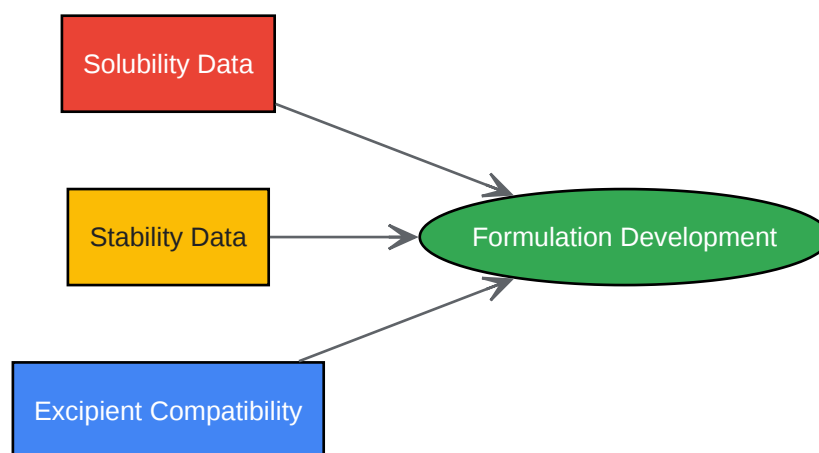 Solubility Data
Stability Data
Formulation Development
Excipient Compatibility